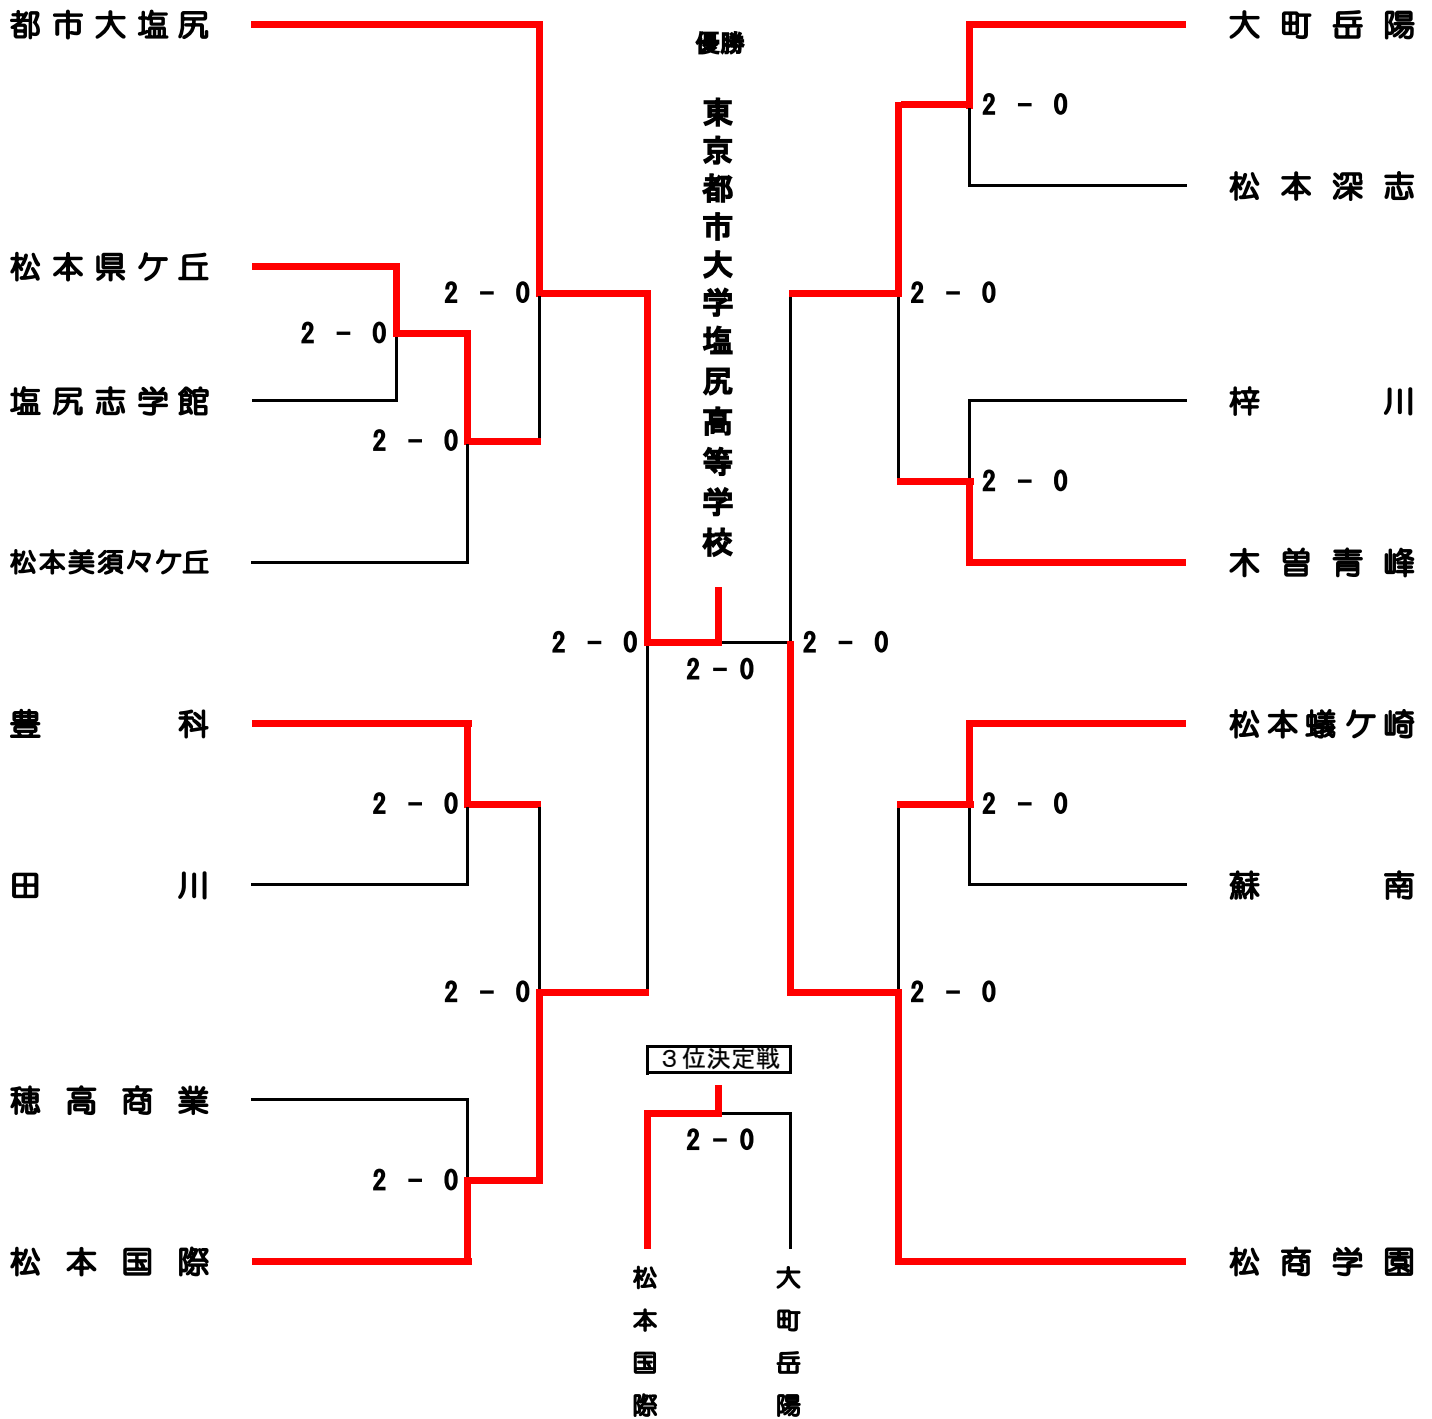 都市大塩尻
松本県ケ丘
塩尻志学館
松本美須々ケ丘
豊科
田川
穂高商業
松本国際
2 - 0
2 - 0
2 - 0
2 - 0
2 - 0
2 - 0
2 - 0
優勝
東京都市大学塩尻高等学校
2 - 0
3位決定戦
2 - 0
松本国際
大町岳陽
2 - 0
2 - 0
2 - 0
2 - 0
2 - 0
2 - 0
大町岳陽
松本深志
梓川
木曽青峰
松本蟻ケ崎
蘇南
松商学園